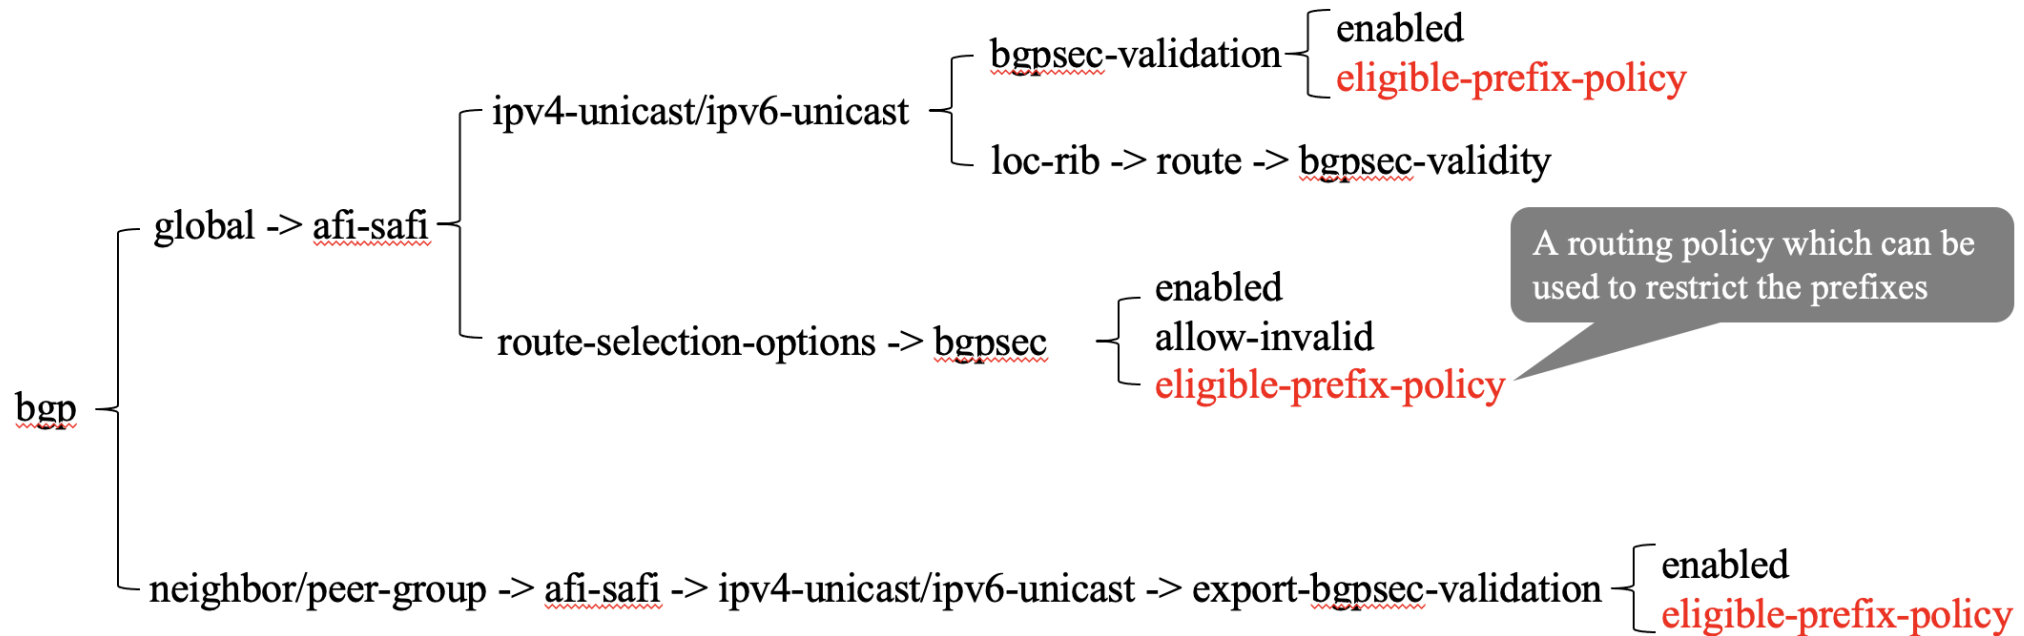 enabled
bgpsec-validation
eligible-prefix-policy
ipv4-unicast/ipv6-unicast
loc-rib -> route -> bgpsec-validity
global -> afi-safi
A routing policy which can be
used to restrict the prefixes
enabled
route-selection-options -> bgpsec
allow-invalid
eligible-prefix-policy
bgp
neighbor/peer-group -> afi-safi -> ipv4-unicast/ipv6-unicast -> export-bgpsec-validation
enabled
eligible-prefix-policy